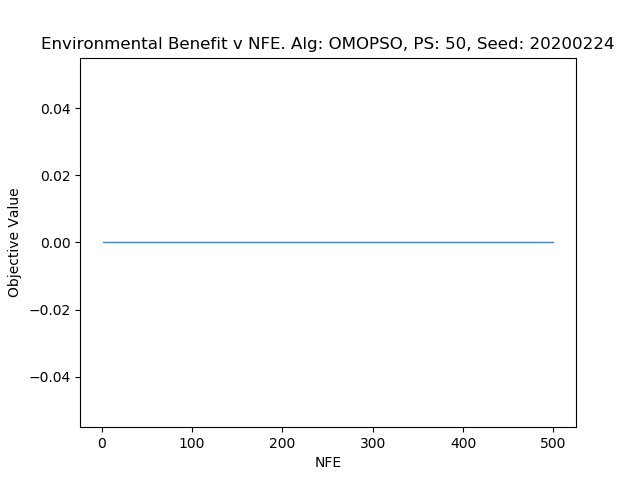 Environmental Benefit v NFE. Alg: OMOPSO, PS: 50, Seed: 20200224
0.04
0.02
0.00
−0.02
−0.04
Objective Value
0 100 200 300 400 500
NFE